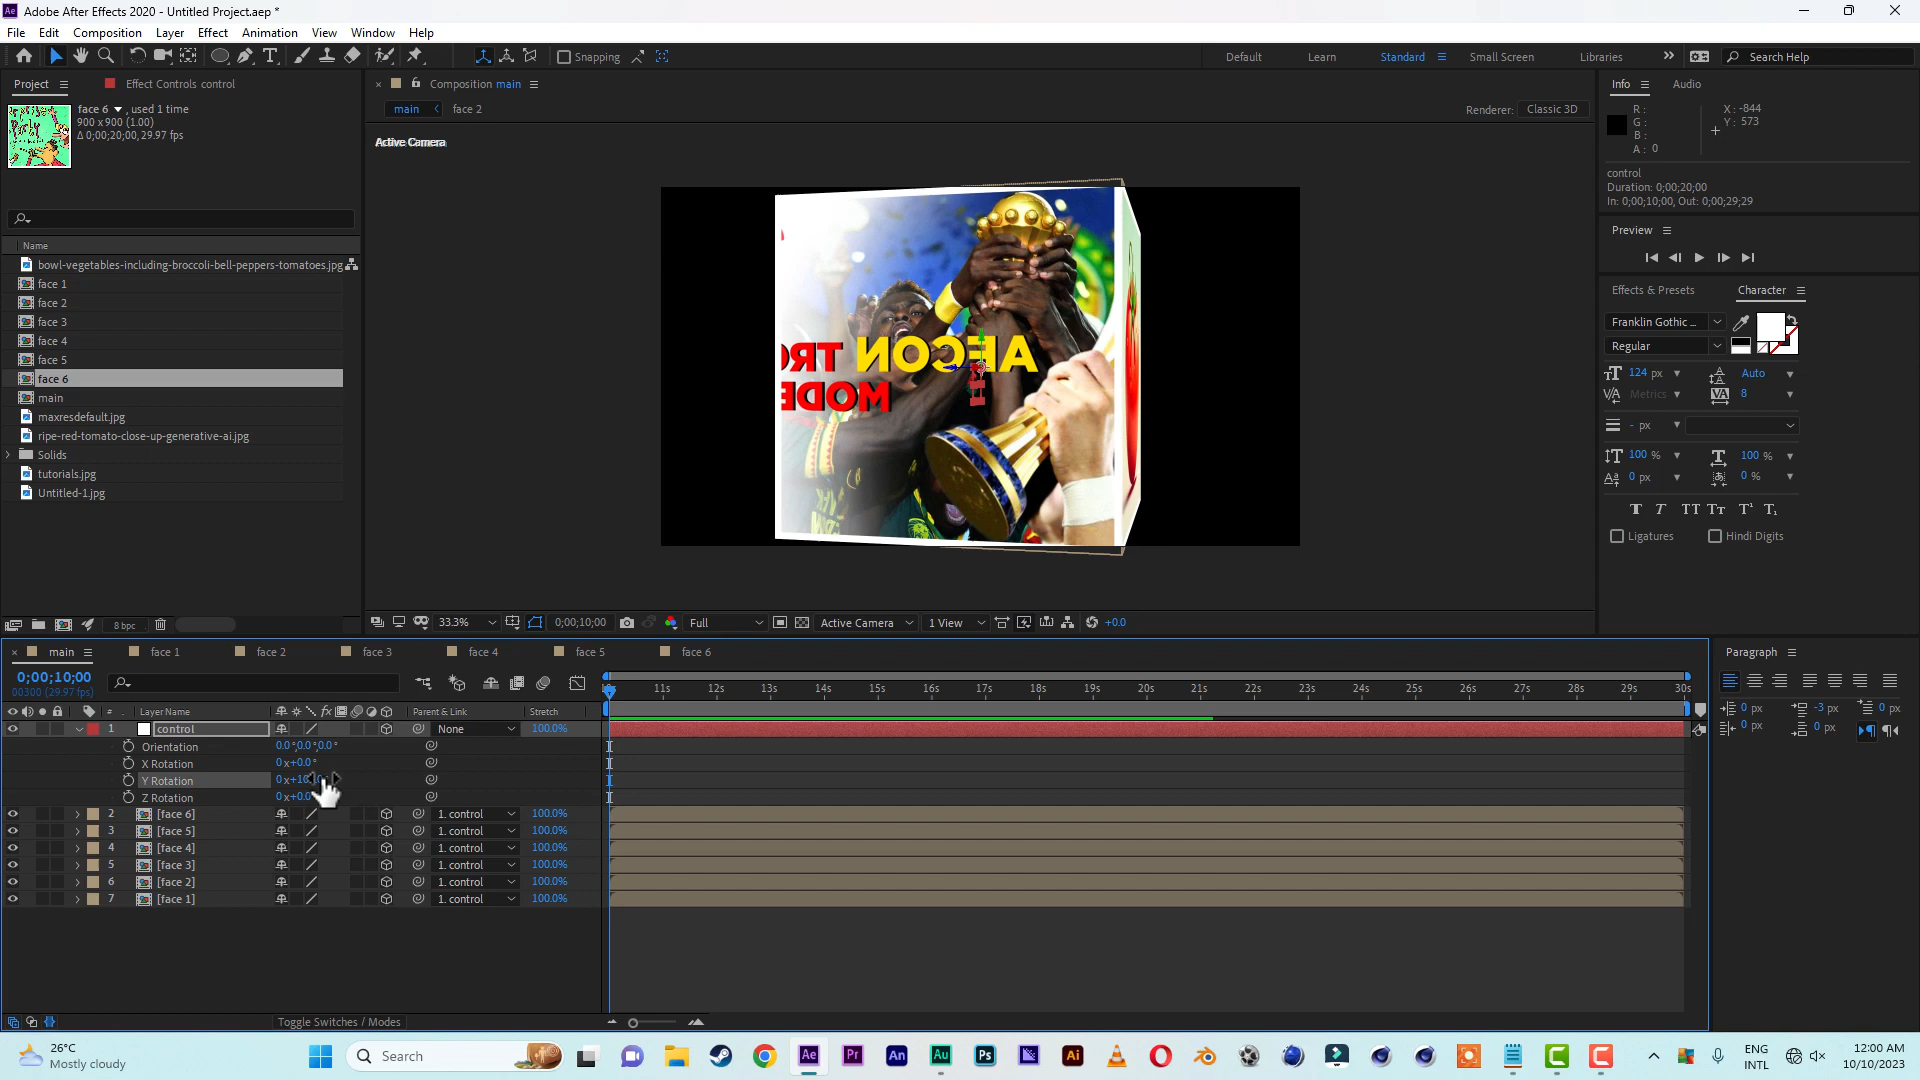 Adobe After Effects 2020 - Untitled Project.aep *
File Edit Composition Layer Effect Animation View Window Help
Snapping
Default Learn Standard Small Screen Libraries
Search Help
Project
Effect Controls control
face 6 , used 1 time
900 x 900 (1.00)
Δ 0;00;20;00, 29.97 fps
Name
bowl-vegetables-including-broccoli-bell-peppers-tomatoes.jpg
face 1
face 2
face 3
face 4
face 5
face 6
main
maxresdefault.jpg
ripe-red-tomato-close-up-generative-ai.jpg
Solids
tutorials.jpg
Untitled-1.jpg
8 bpc
Composition main
main
face 2
Renderer: Classic 3D
Active Camera
AFCON
MODE
33.3%
0;00;10;00
Full
Active Camera
1 View
+0.0
Info Audio
R:
G:
B:
A: 0
X: -844
Y: 573
control
Duration: 0;00;20;00
In: 0;00;10;00, Out: 0;00;29;29
Preview
Effects & Presets
Character
Franklin Gothic ...
Regular
124 px
Auto
Metrics
8
- px
100 %
100 %
0 px
0 %
Ligatures
Hindi Digits
Paragraph
0 px
-3 px
0 px
0 px
0 px
main face 1 face 2 face 3 face 4 face 5 face 6
0;00;10;00
00300 (29.97 fps)
11s 12s 13s 14s 15s 16s 17s 18s 19s 20s 21s 22s 23s 24s 25s 26s 27s 28s 29s 30s
# Layer Name Parent & Link Stretch
1 control None 100.0%
Orientation 0.0°,0.0°,0.0°
X Rotation 0x+0.0°
Y Rotation
Z Rotation 0x+0.0
2 [face 6] 1. control 100.0%
3 [face 5] 1. control 100.0%
4 [face 4] 1. control 100.0%
5 [face 3] 1. control 100.0%
6 [face 2] 1. control 100.0%
7 [face 1] 1. control 100.0%
Toggle Switches / Modes
26°C
Mostly cloudy
Search
ENG
INTL
12:00 AM
10/10/2023